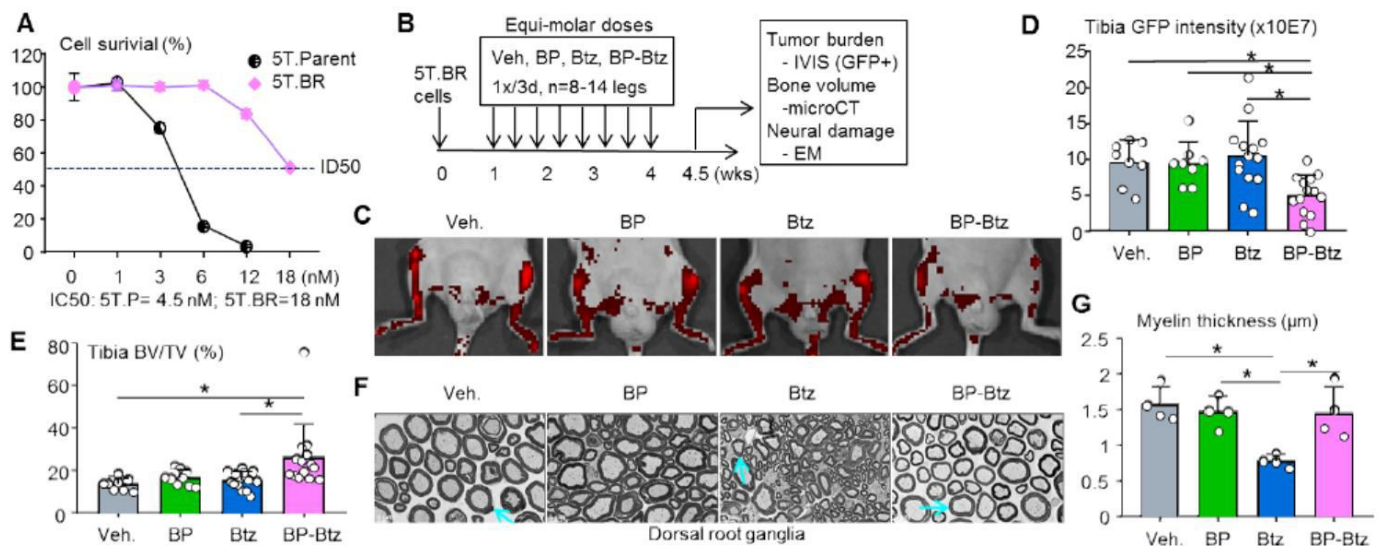 A
Cell surivial (%)
5T.Parent
5T.BR
120
100
80
60
40
20
0
ID50
0 1 3 6 12 18 (nM)
IC50: 5T.P= 4.5 nM; 5T.BR=18 nM
B
Equi-molar doses
Veh, BP, Btz, BP-Btz
1x/3d, n=8-14 legs
5T.BR
cells
0 1 2 3 4 4.5 (wks)
Tumor burden
- IVIS (GFP+)
Bone volume
-microCT
Neural damage
- EM
C
Veh. BP Btz BP-Btz
D
Tibia GFP intensity (x10E7)
25
20
15
10
5
0
* * *
Veh. BP Btz BP-Btz
E
Tibia BV/TV (%)
80
60
40
20
0
* *
Veh. BP Btz BP-Btz
F
Veh. BP Btz BP-Btz
Dorsal root ganglia
G
Myelin thickness (μm)
2
2
1.5
1
0.5
0
* * *
Veh. BP Btz BP-Btz